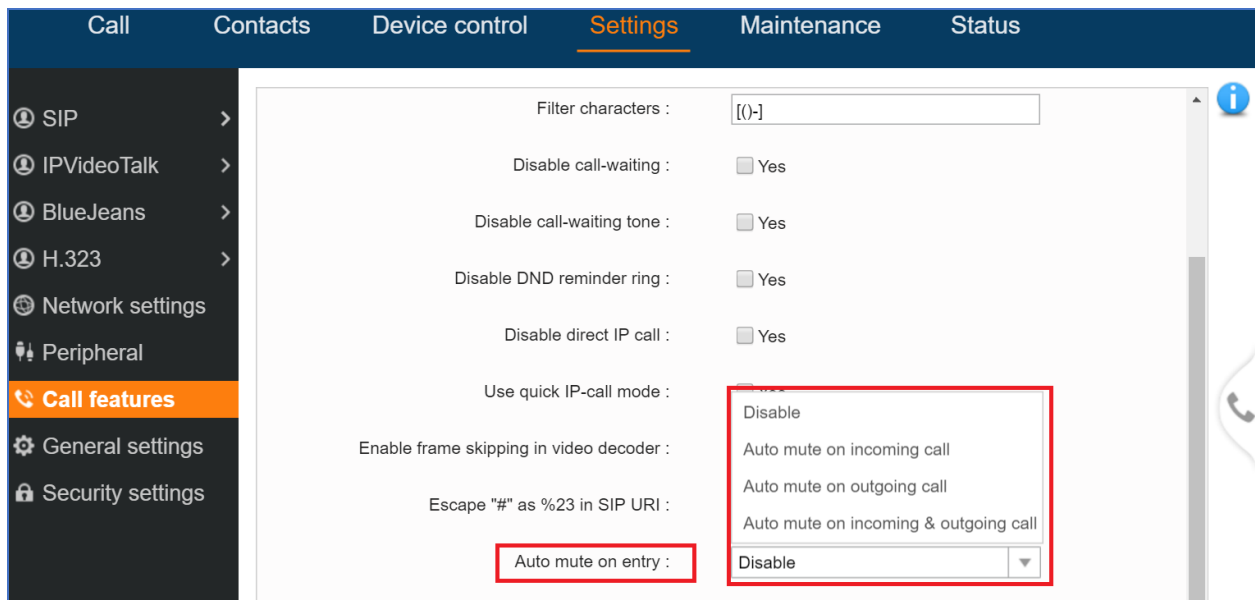 Call Contacts Device control Settings Maintenance Status
SIP
IPVideoTalk
BlueJeans
H.323
Network settings
Peripheral
Call features
General settings
Security settings
Filter characters : [()-]
Disable call-waiting : Yes
Disable call-waiting tone : Yes
Disable DND reminder ring : Yes
Disable direct IP call : Yes
Use quick IP-call mode :
Disable
Auto mute on incoming call
Enable frame skipping in video decoder :
Auto mute on outgoing call
Escape "#" as %23 in SIP URI :
Auto mute on incoming & outgoing call
Auto mute on entry : Disable